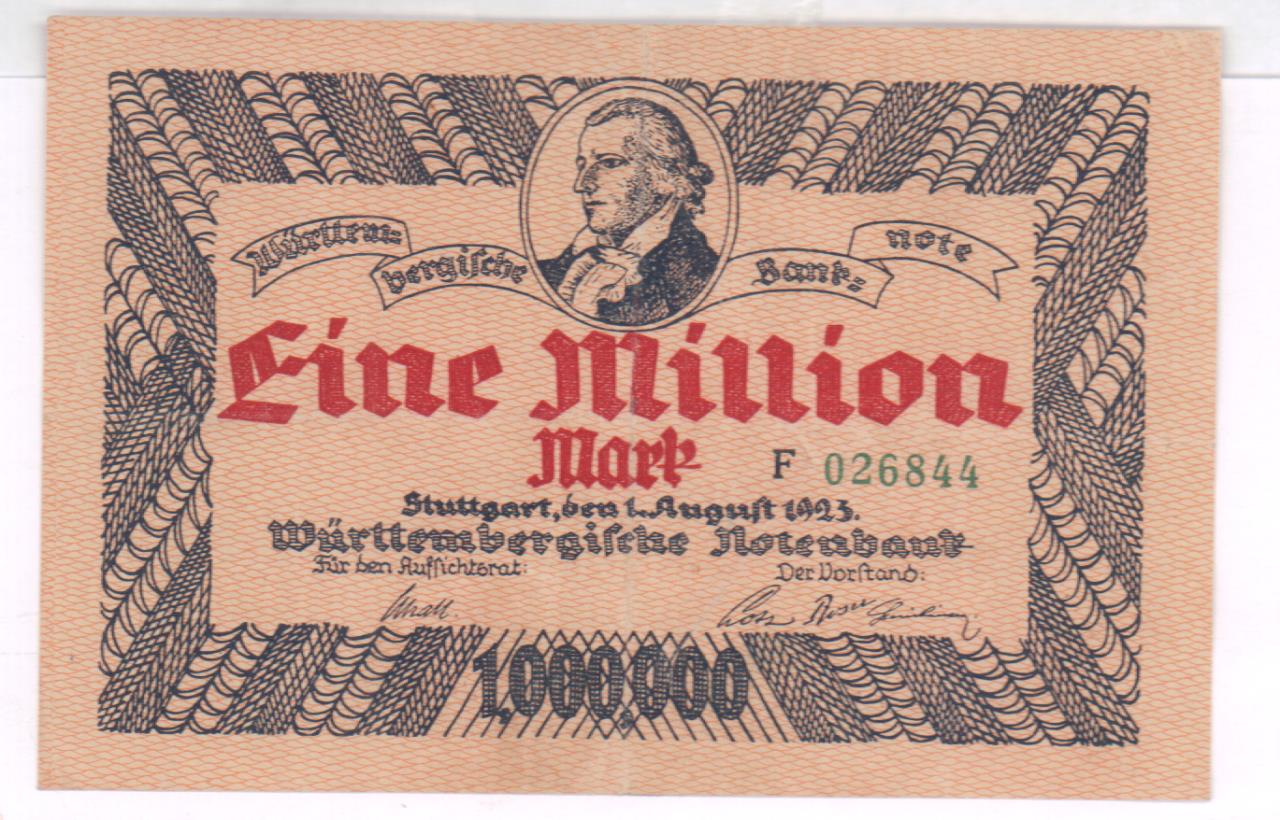 Württem-
bergische
Bank-
note
Eine Million
Mark
F 026844
Stuttgart, den 1. August 1923.
Württembergische Notenbank
Für den Aufsichtsrat:
Der Vorstand:
1,000,000